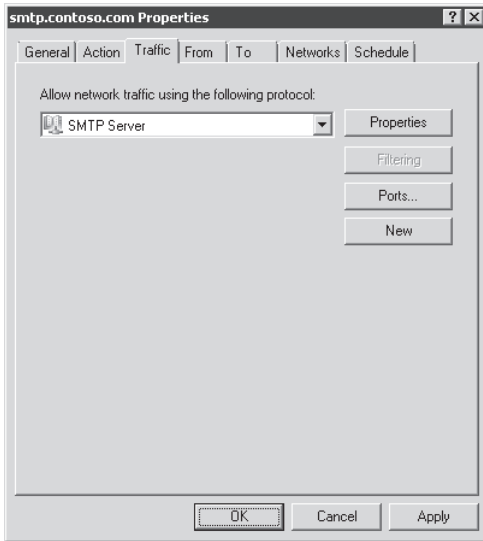 smtp.contoso.com Properties
General Action Traffic From To Networks Schedule
Allow network traffic using the following protocol:
SMTP Server
Properties
Filtering
Ports...
New
OK Cancel Apply